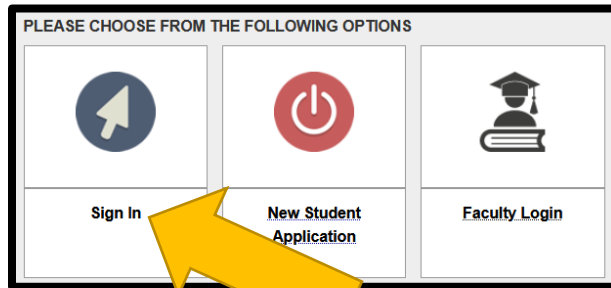 PLEASE CHOOSE FROM THE FOLLOWING OPTIONS
Sign In
New Student
Application
Faculty Login